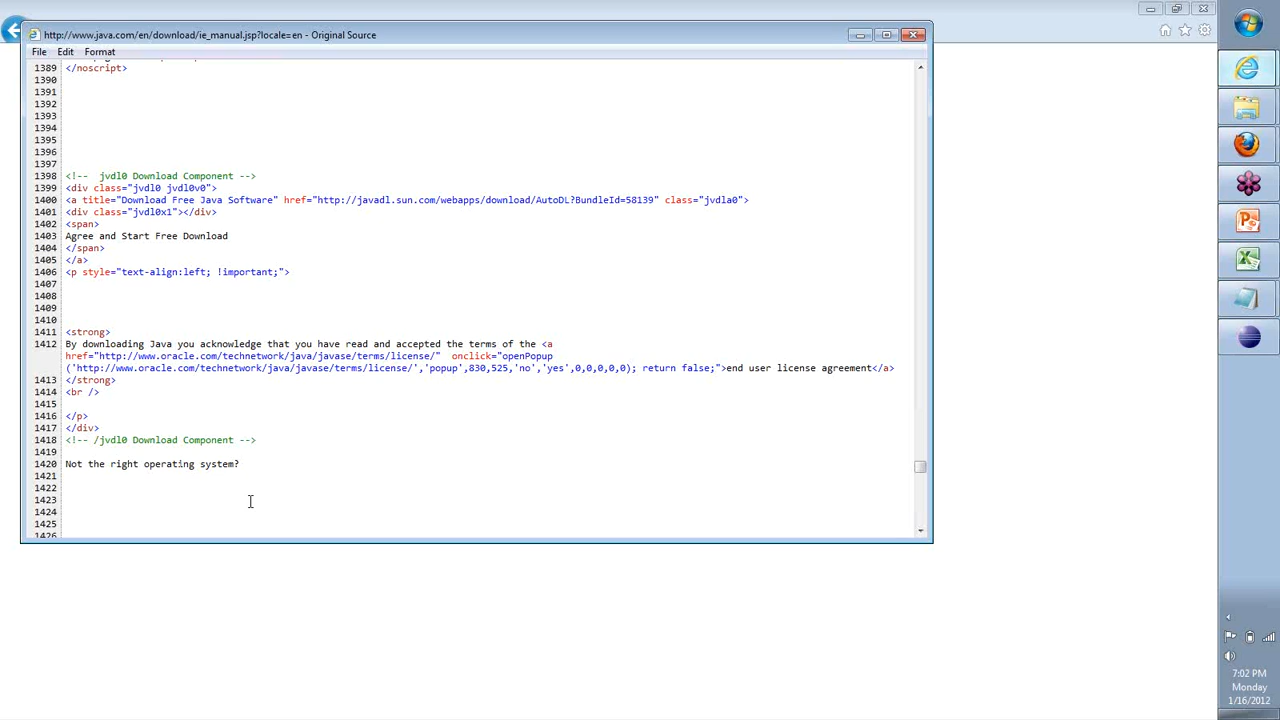 http://www.java.com/en/download/ie_manual.jsp?locale=en - Original Source
File Edit Format
1389 </noscript>
1390
1391
1392
1393
1394
1395
1396
1397
1398 <!--  jvdl0 Download Component -->
1399 <div class="jvdl0 jvdl0v0">
1400 <a title="Download Free Java Software" href="http://javadl.sun.com/webapps/download/AutoDL?BundleId=58139" class="jvdla0">
1401 <div class="jvdl0x1"></div>
1402 <span>
1403 Agree and Start Free Download
1404 </span>
1405 </a>
1406 <p style="text-align:left; !important;">
1407
1408
1409
1410
1411 <strong>
1412 By downloading Java you acknowledge that you have read and accepted the terms of the <a
href="http://www.oracle.com/technetwork/java/javase/terms/license/"  onclick="openPopup
('http://www.oracle.com/technetwork/java/javase/terms/license/','popup',830,525,'no','yes',0,0,0,0,0); return false;">end user license agreement</a>
1413 </strong>
1414 <br />
1415
1416 </p>
1417 </div>
1418 <!-- /jvdl0 Download Component -->
1419
1420 Not the right operating system?
1421
1422
1423
1424
1425
1426
7:02 PM
Monday
1/16/2012